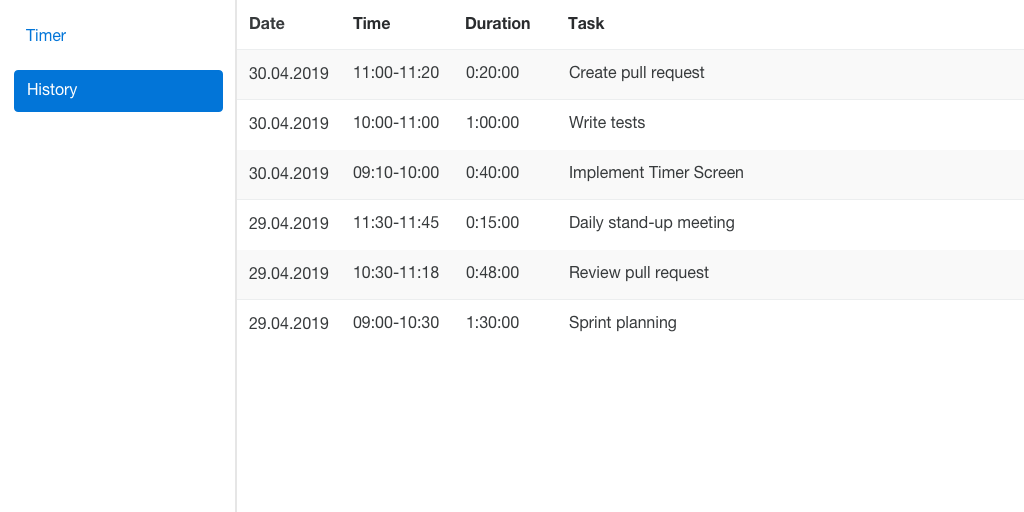 Timer
History
Date Time Duration Task
30.04.2019 11:00-11:20 0:20:00 Create pull request
30.04.2019 10:00-11:00 1:00:00 Write tests
30.04.2019 09:10-10:00 0:40:00 Implement Timer Screen
29.04.2019 11:30-11:45 0:15:00 Daily stand-up meeting
29.04.2019 10:30-11:18 0:48:00 Review pull request
29.04.2019 09:00-10:30 1:30:00 Sprint planning